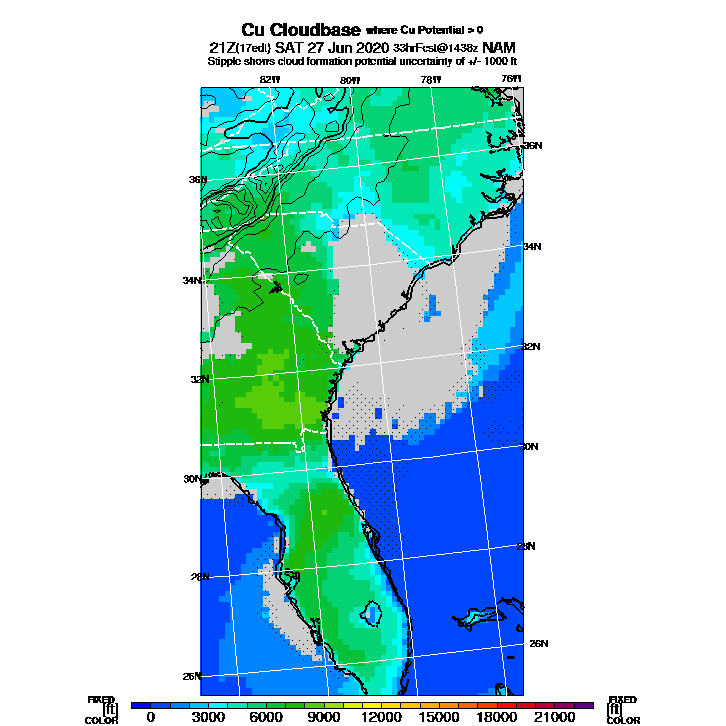 Cu Cloudbase where Cu Potential > 0
21Z(17edt) SAT 27 Jun 2020 33hrFcst@1438z NAM
Stipple shows cloud formation potential uncertainty of +/- 1000 ft
82W 80W 78W 76W
36N
36N
34N
34N
32N
32N
30N
30N
28N
28N
26N
26N
FIXED [ft] COLOR
0 3000 6000 9000 12000 15000 18000 21000
FIXED [ft] COLOR